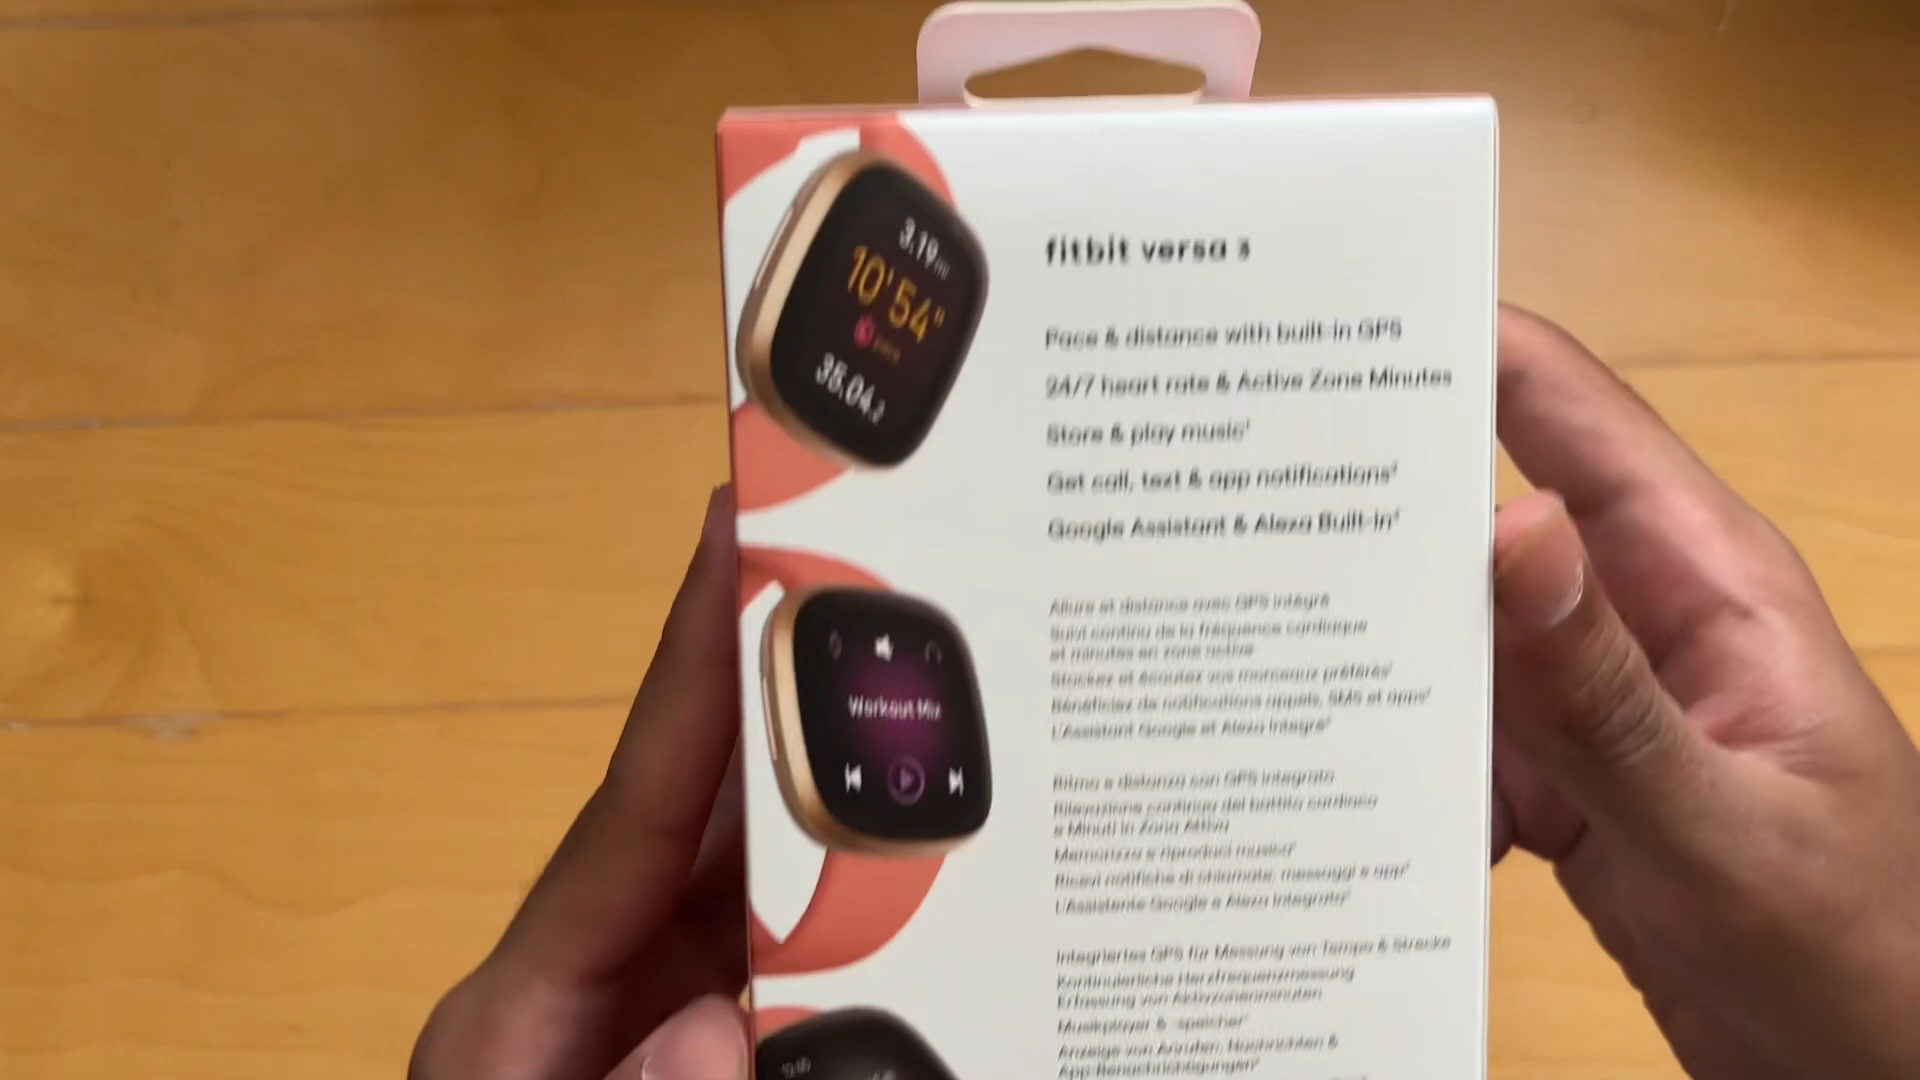 3.19 mi
10'54"
pace
35:04.2
fitbit versa 3
Pace & distance with built-in GPS
24/7 heart rate & Active Zone Minutes
Store & play music¹
Get call, text & app notifications²
Google Assistant & Alexa Built-in³
Workout Mix
Allure et distance avec GPS intégré
Suivi continu de la fréquence cardiaque
et minutes en zone active
Stockez et écoutez vos morceaux préférés¹
Bénéficiez de notifications appels, SMS et apps²
L'Assistant Google et Alexa intégré³
Ritmo e distanza con GPS integrato
Rilevazione continua del battito cardiaco
e Minuti in Zona Attiva
Memorizza e riproduci musica¹
Ricevi notifiche di chiamate, messaggi e app²
L'Assistente Google e Alexa integrato³
Integriertes GPS für Messung von Tempo & Strecke
Kontinuierliche Herzfrequenzmessung
Erfassung von Aktivzonenminuten
Musikplayer & -speicher¹
Anzeige von Anrufen, Nachrichten &
App-Benachrichtigungen²